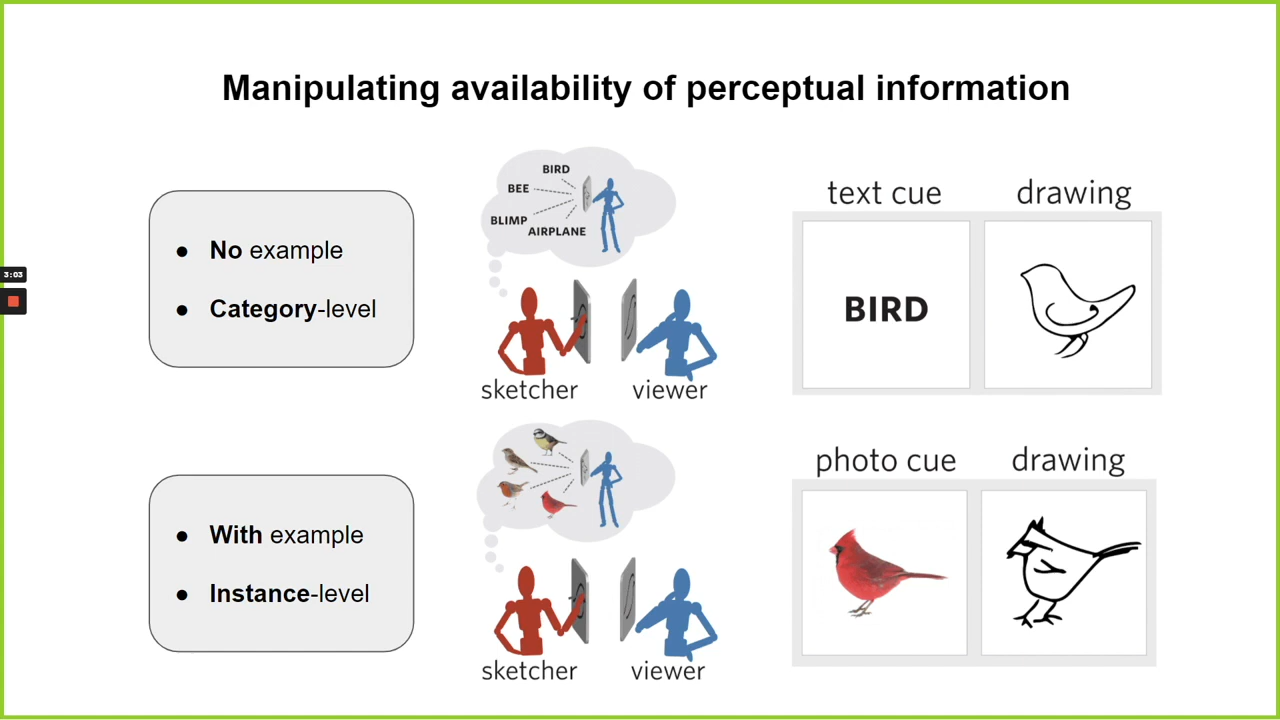 Manipulating availability of perceptual information
3:03
● No example
● Category-level
BIRD
BEE
BLIMP
AIRPLANE
sketcher
viewer
text cue
drawing
BIRD
● With example
● Instance-level
sketcher
viewer
photo cue
drawing